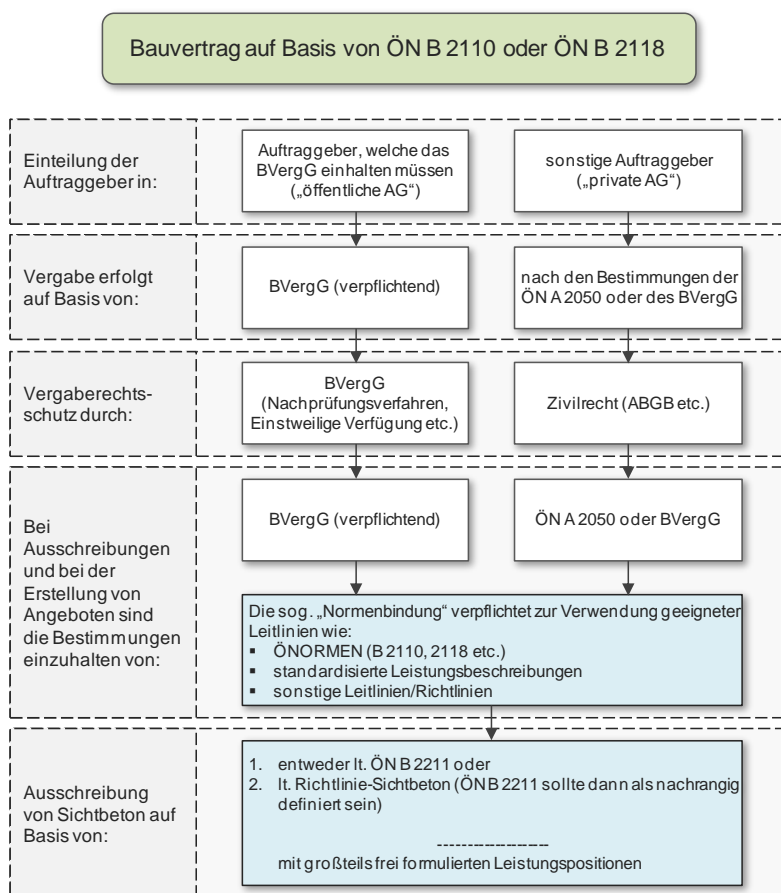 Bauvertrag auf Basis von ÖN B 2110 oder ÖN B 2118
Einteilung der
Auftraggeber in:
Auftraggeber, welche das
BVergG einhalten müssen
(„öffentliche AG“)
sonstige Auftraggeber
(„private AG“)
Vergabe erfolgt
auf Basis von:
BVergG (verpflichtend)
nach den Bestimmungen der
ÖN A 2050 oder des BVergG
Vergaberechts-
schutz durch:
BVergG
(Nachprüfungsverfahren,
Einstweilige Verfügung etc.)
Zivilrecht (ABGB etc.)
Bei
Ausschreibungen
und bei der
Erstellung von
Angeboten sind
die Bestimmungen
einzuhalten von:
BVergG (verpflichtend)
ÖN A 2050 oder BVergG
Die sog. „Normenbindung“ verpflichtet zur Verwendung geeigneter
Leitlinien wie:
▪ ÖNORMEN (B 2110, 2118 etc.)
▪ standardisierte Leistungsbeschreibungen
▪ sonstige Leitlinien/Richtlinien
Ausschreibung
von Sichtbeton auf
Basis von:
1. entweder lt. ÖN B 2211 oder
2. lt. Richtlinie-Sichtbeton (ÖN B 2211 sollte dann als nachrangig
definiert sein)
--------------------
mit großteils frei formulierten Leistungspositionen